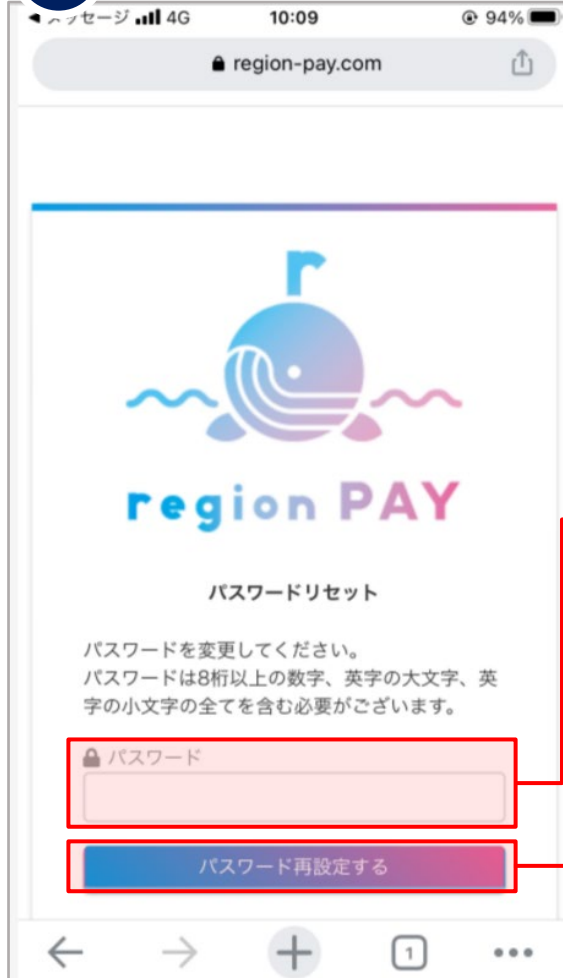 メッセージ 4G 10:09 94%
region-pay.com
r
region PAY
パスワードリセット
パスワードを変更してください。
パスワードは8桁以上の数字、英字の大文字、英
字の小文字の全てを含む必要がございます。
パスワード
パスワード再設定する
1